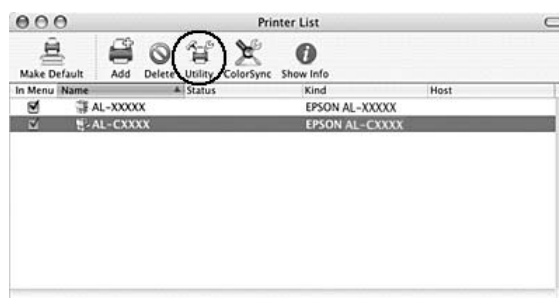 Printer List
Make Default Add Delete Utility ColorSync Show Info
In Menu Name Status Kind Host
AL-XXXXX EPSON AL-XXXXX
AL-CXXXX EPSON AL-CXXXX